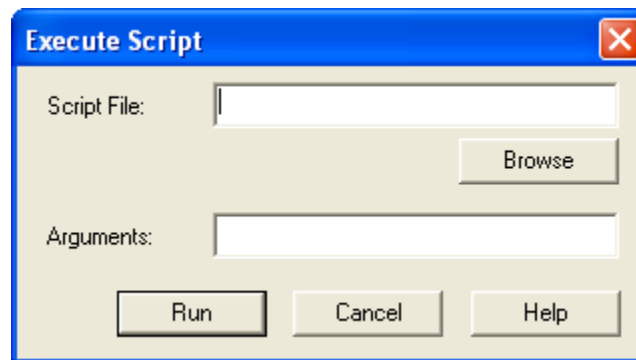 Execute Script
Script File:
Browse
Arguments:
Run Cancel Help